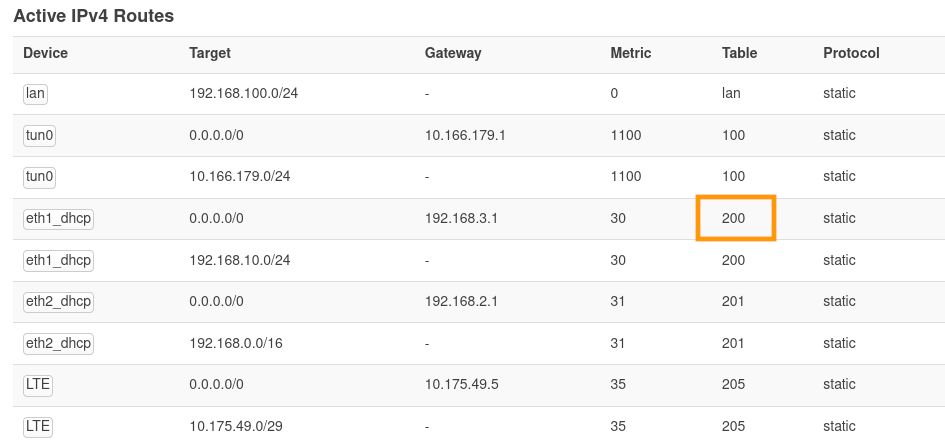 Active IPv4 Routes
Device Target Gateway Metric Table Protocol
lan 192.168.100.0/24 - 0 lan static
tun0 0.0.0.0/0 10.166.179.1 1100 100 static
tun0 10.166.179.0/24 - 1100 100 static
eth1_dhcp 0.0.0.0/0 192.168.3.1 30 200 static
eth1_dhcp 192.168.10.0/24 - 30 200 static
eth2_dhcp 0.0.0.0/0 192.168.2.1 31 201 static
eth2_dhcp 192.168.0.0/16 - 31 201 static
LTE 0.0.0.0/0 10.175.49.5 35 205 static
LTE 10.175.49.0/29 - 35 205 static